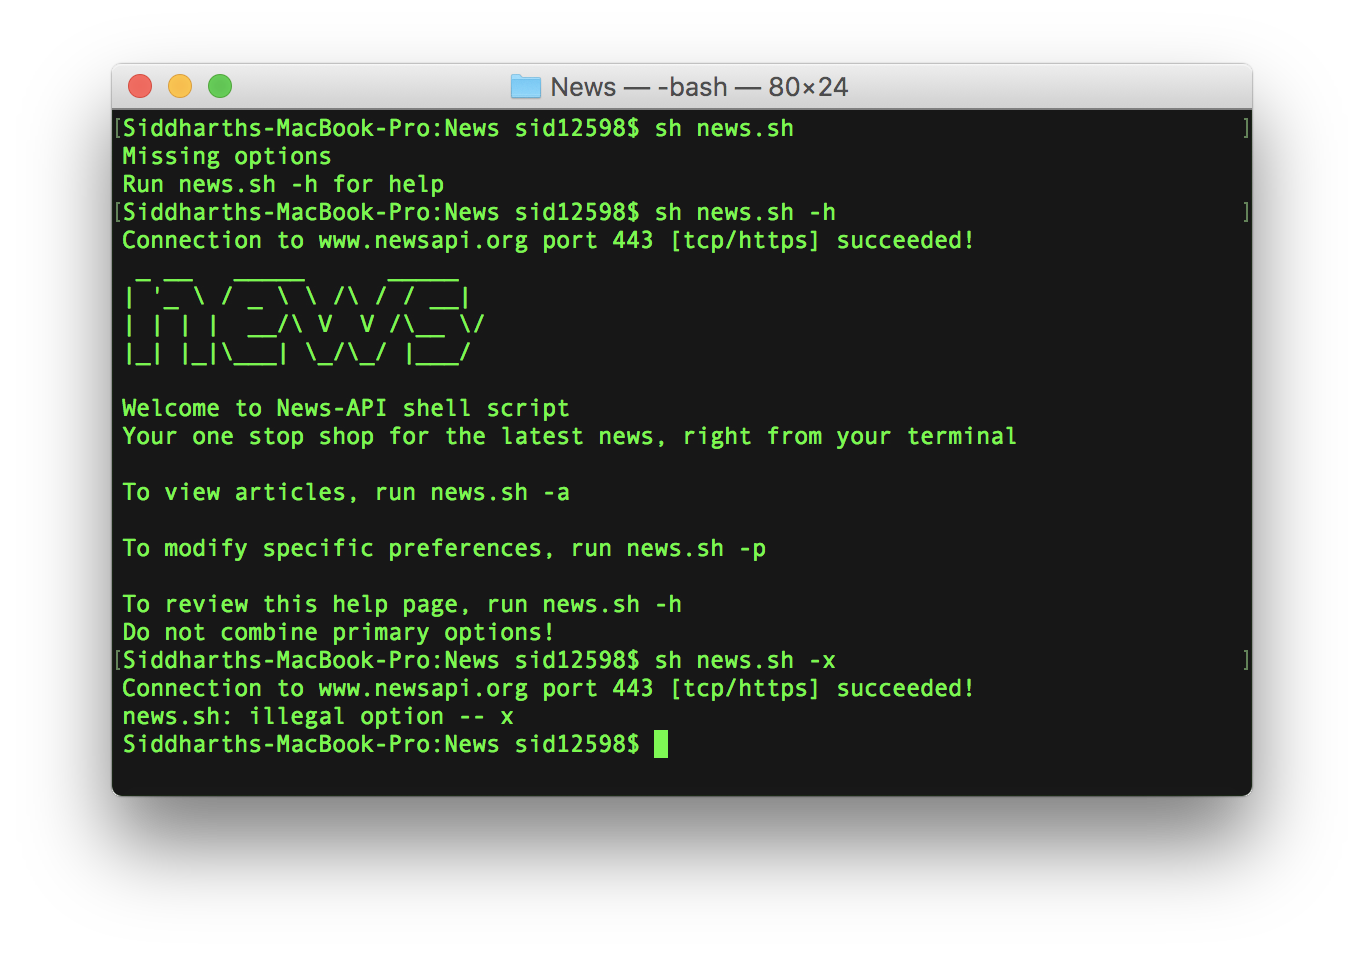 News — -bash — 80×24
[Siddharths-MacBook-Pro:News sid12598$ sh news.sh ]
Missing options
Run news.sh -h for help
[Siddharths-MacBook-Pro:News sid12598$ sh news.sh -h ]
Connection to www.newsapi.org port 443 [tcp/https] succeeded!
 _ __   _____      _____
| '_ \ / _ \ \ /\ / / __|
| | | |  __/\ V  V /\__ \/
|_| |_|\___| \_/\_/ |___/
Welcome to News-API shell script
Your one stop shop for the latest news, right from your terminal
To view articles, run news.sh -a
To modify specific preferences, run news.sh -p
To review this help page, run news.sh -h
Do not combine primary options!
[Siddharths-MacBook-Pro:News sid12598$ sh news.sh -x ]
Connection to www.newsapi.org port 443 [tcp/https] succeeded!
news.sh: illegal option -- x
Siddharths-MacBook-Pro:News sid12598$